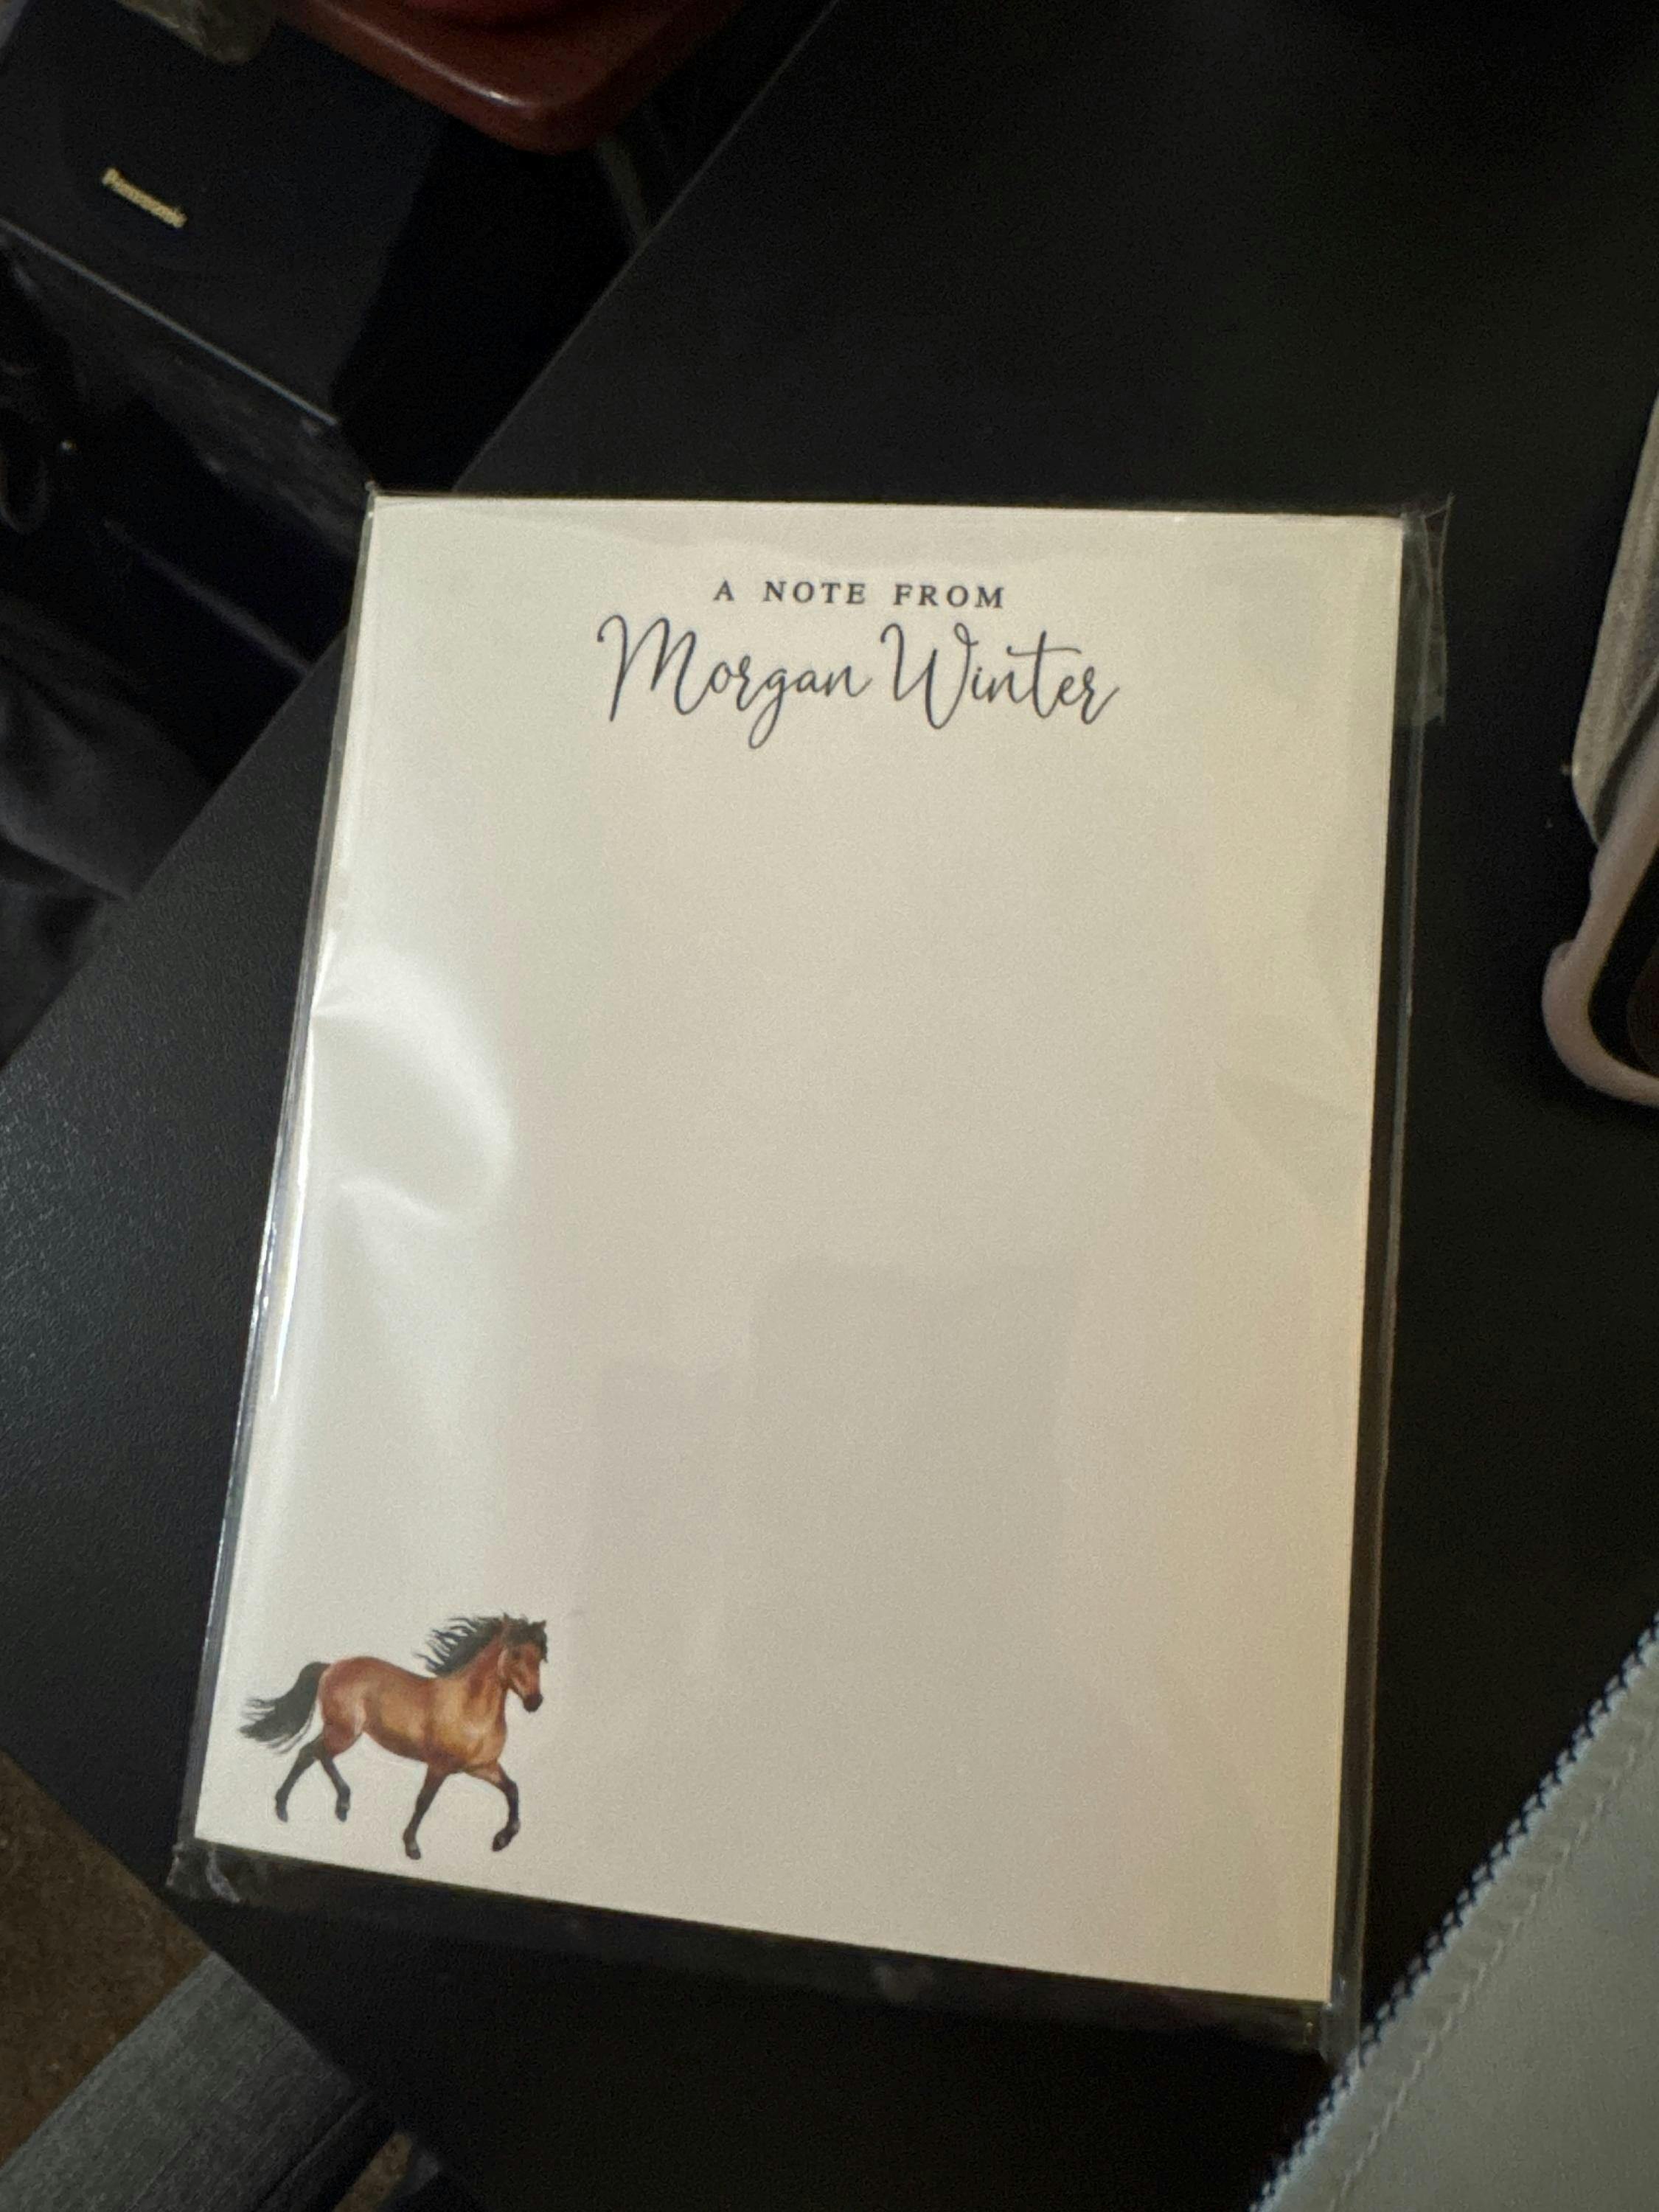 Panasonic
A NOTE FROM
Morgan Winter